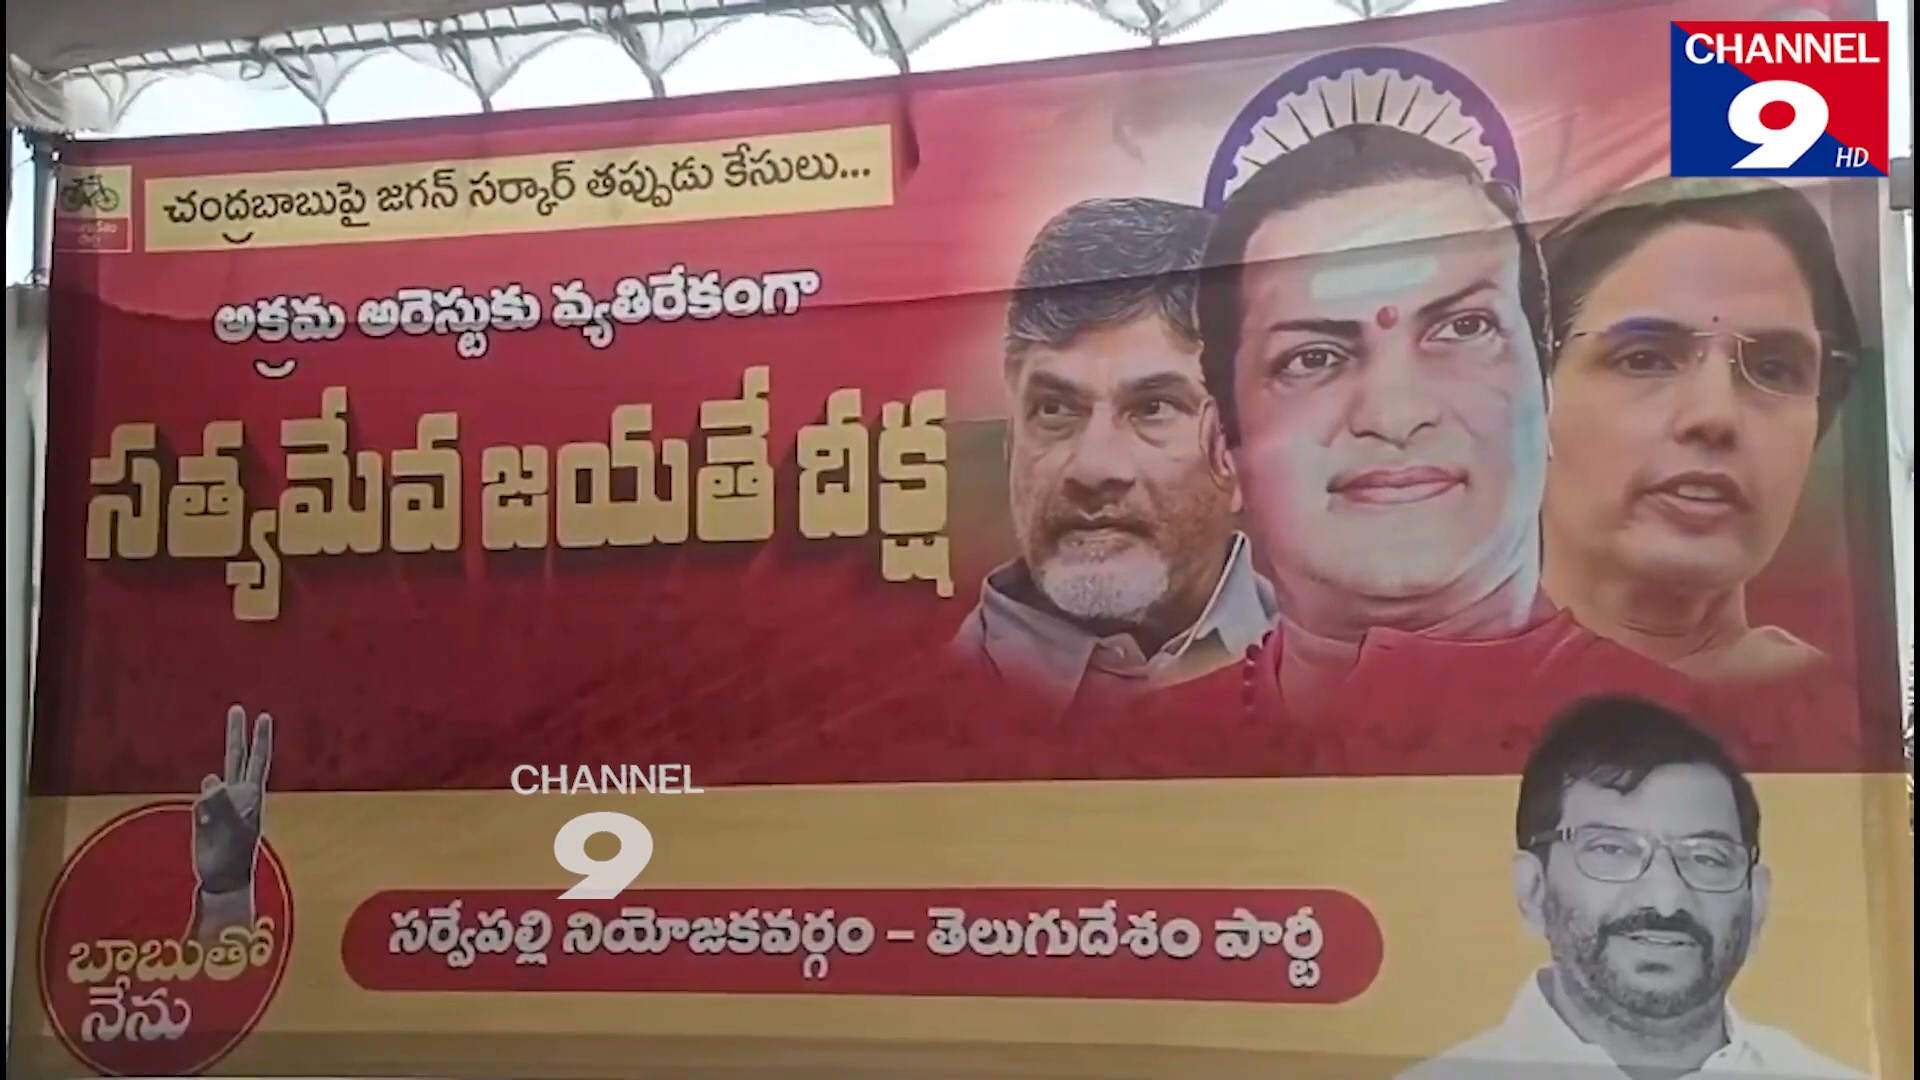 CHANNEL
9
HD
చంద్రబాబుపై జగన్ సర్కార్ తప్పుడు కేసులు...
అక్రమ అరెస్టుకు వ్యతిరేకంగా
సత్యమేవ జయతే దీక్ష
CHANNEL
9
సర్వేపల్లి నియోజకవర్గం – తెలుగుదేశం పార్టీ
బాబుతో
నేను